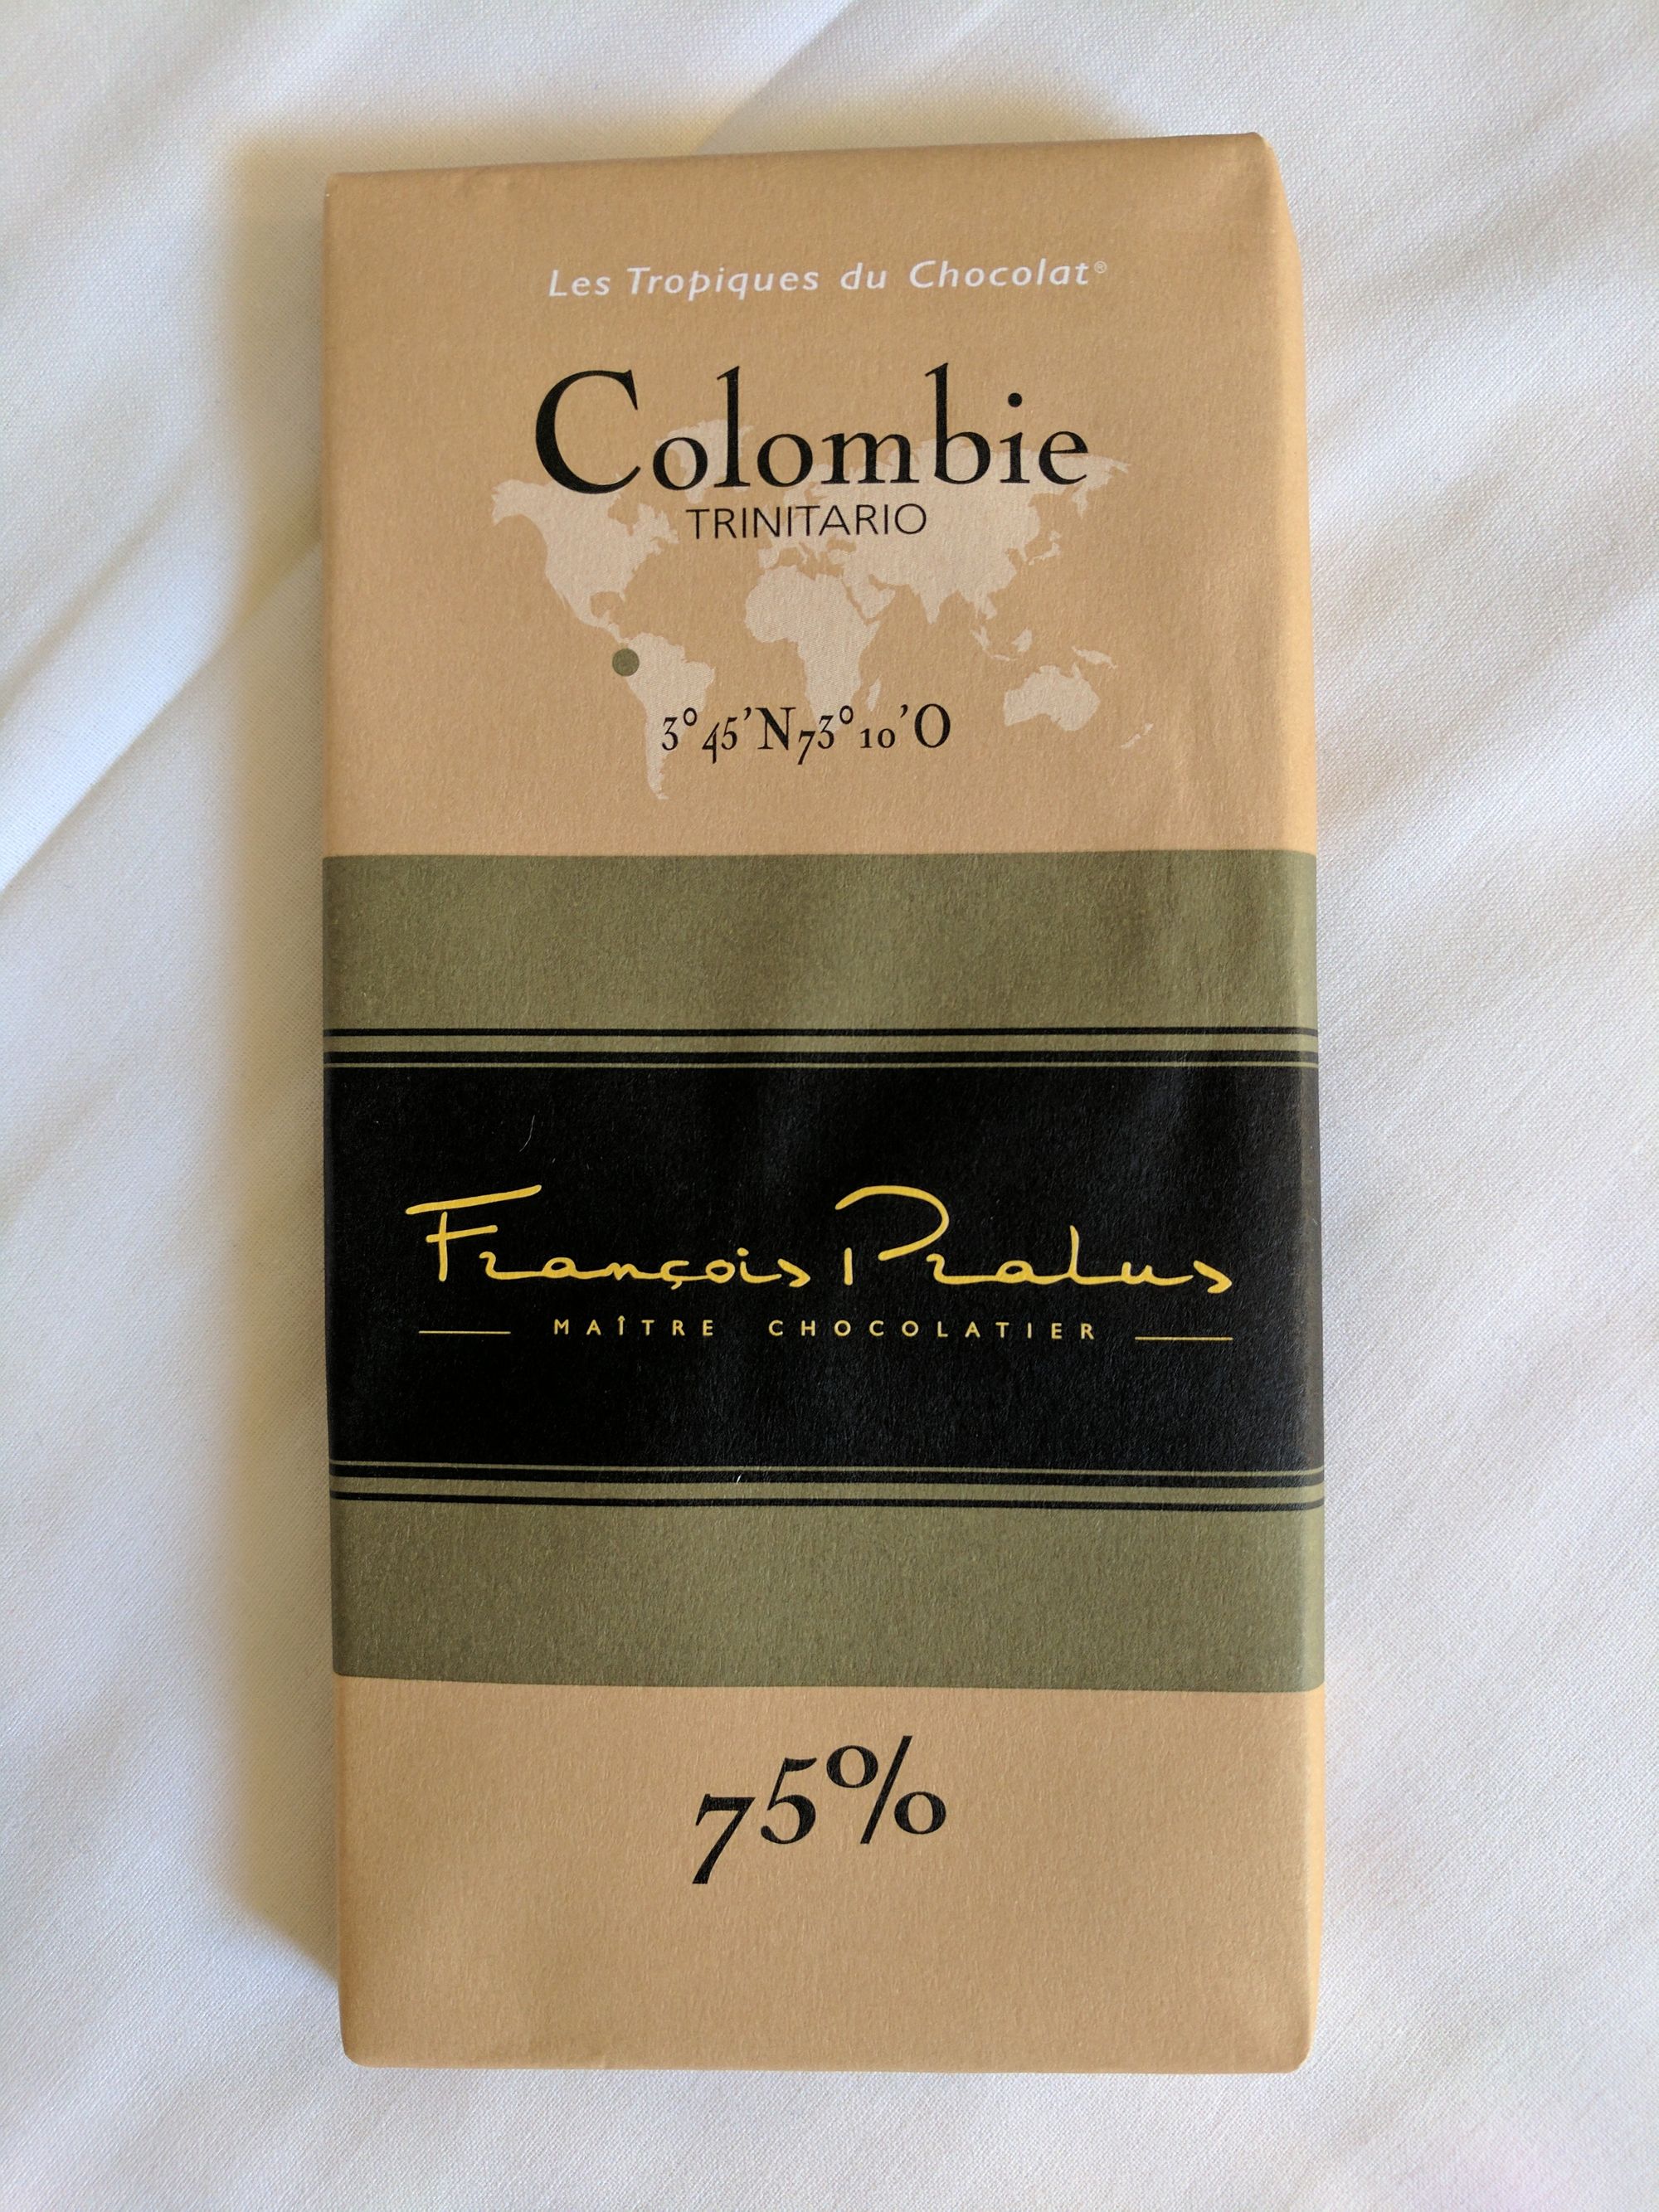 Les Tropiques du Chocolat®
Colombie
TRINITARIO
3°45'N73°10'O
François Pralus
MAÎTRE CHOCOLATIER
75%